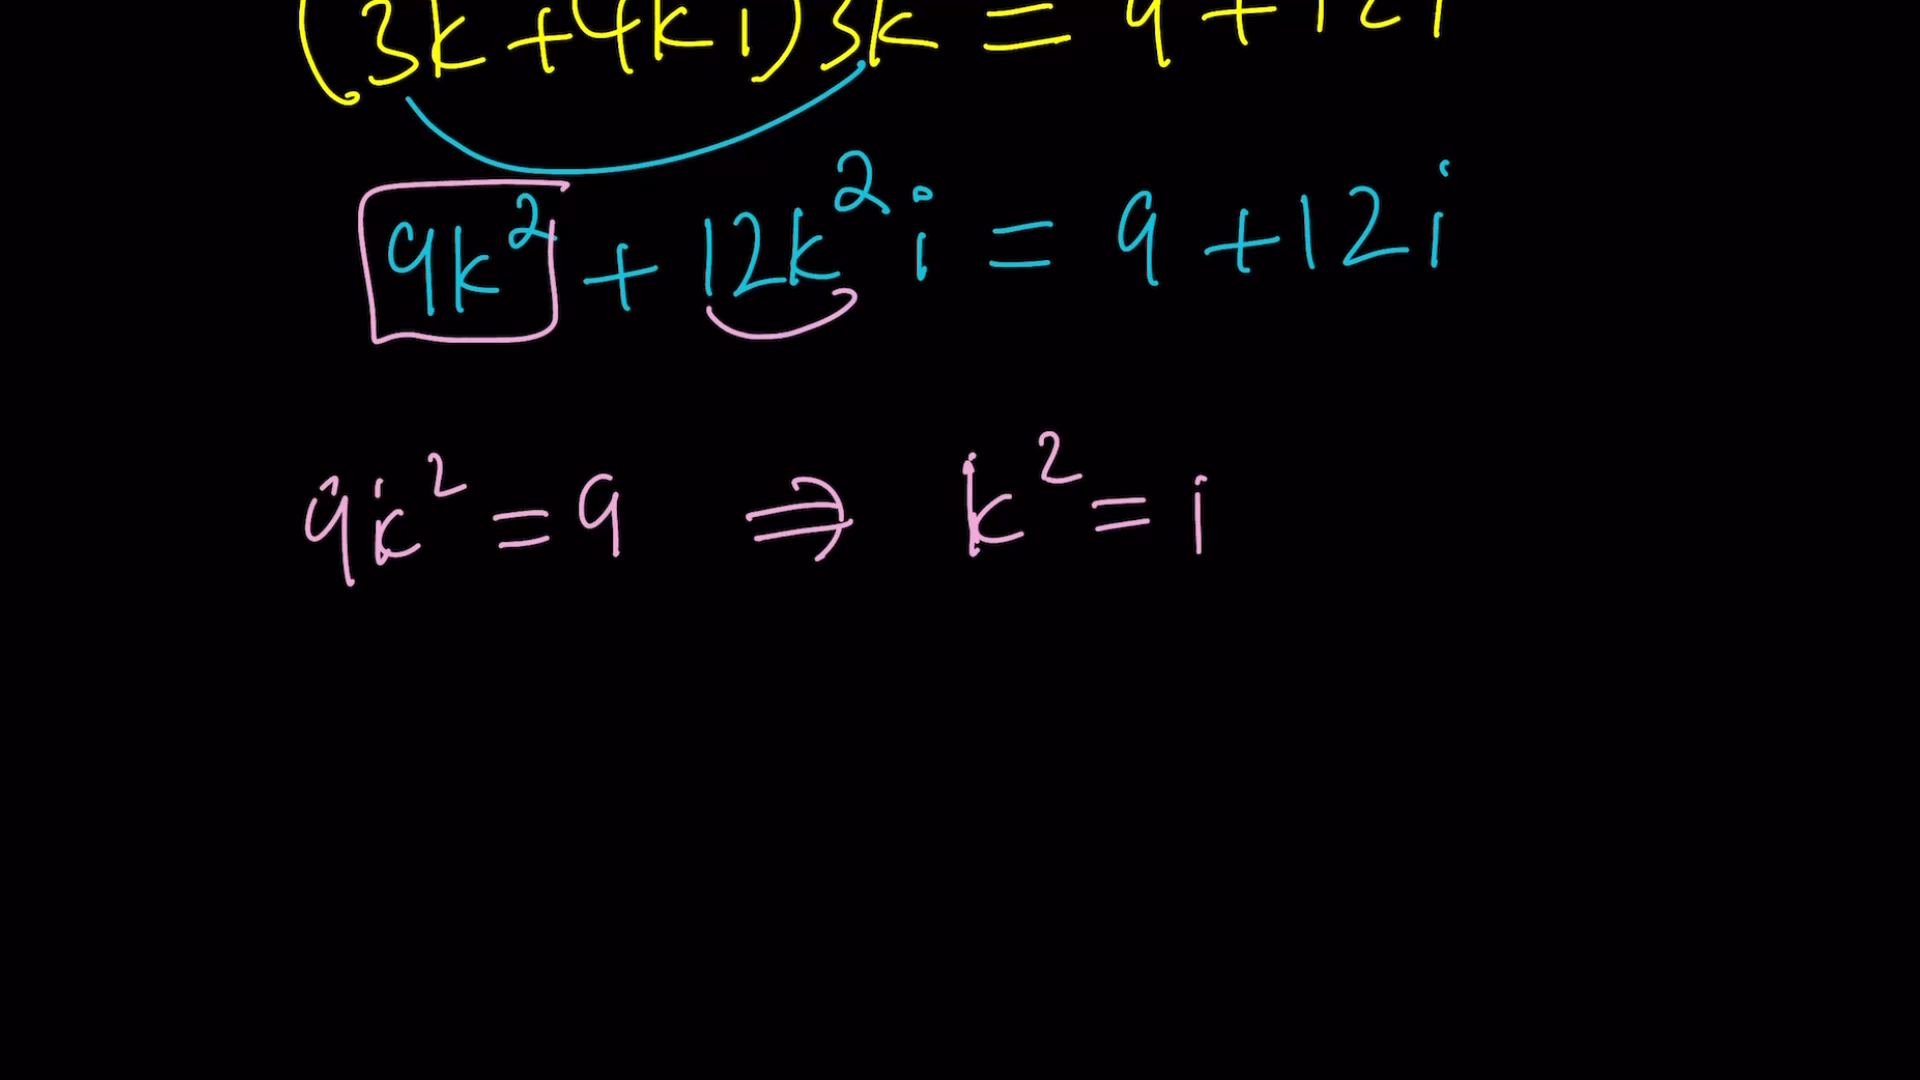 (3k+4ki)3k = 9+12i
9k² + 12k²i = 9 + 12i
9k² = 9 ⇒ k² = 1